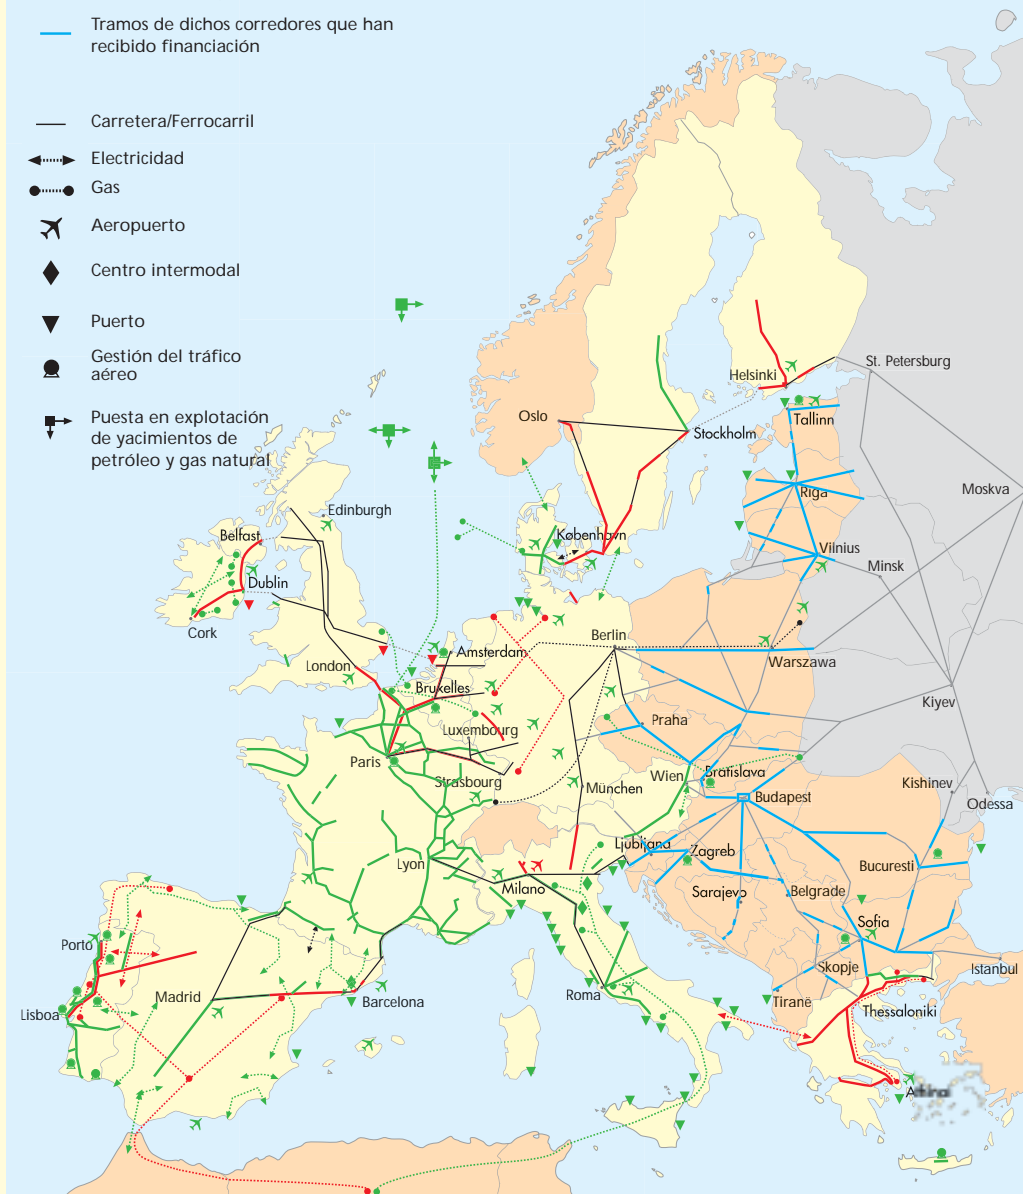 Tramos de dichos corredores que han
recibido financiación
Carretera/Ferrocarril
Electricidad
Gas
Aeropuerto
Centro intermodal
Puerto
Gestión del tráfico
aéreo
Puesta en explotación
de yacimientos de
petróleo y gas natural
Helsinki
St. Petersburg
Oslo
Tallinn
Stockholm
Moskva
Riga
Edinburgh
Belfast
København
Vilnius
Minsk
Dublin
Cork
Berlin
Amsterdam
Warszawa
London
Bruxelles
Kiyev
Praha
Luxembourg
Paris
Strasbourg
Wien
Bratislava
Kishinev
München
Budapest
Odessa
Ljubljana
Zagreb
Lyon
Bucuresti
Milano
Sarajevo
Belgrade
Sofia
Porto
Skopje
Istanbul
Madrid
Roma
Barcelona
Tiranë
Lisboa
Thessaloniki